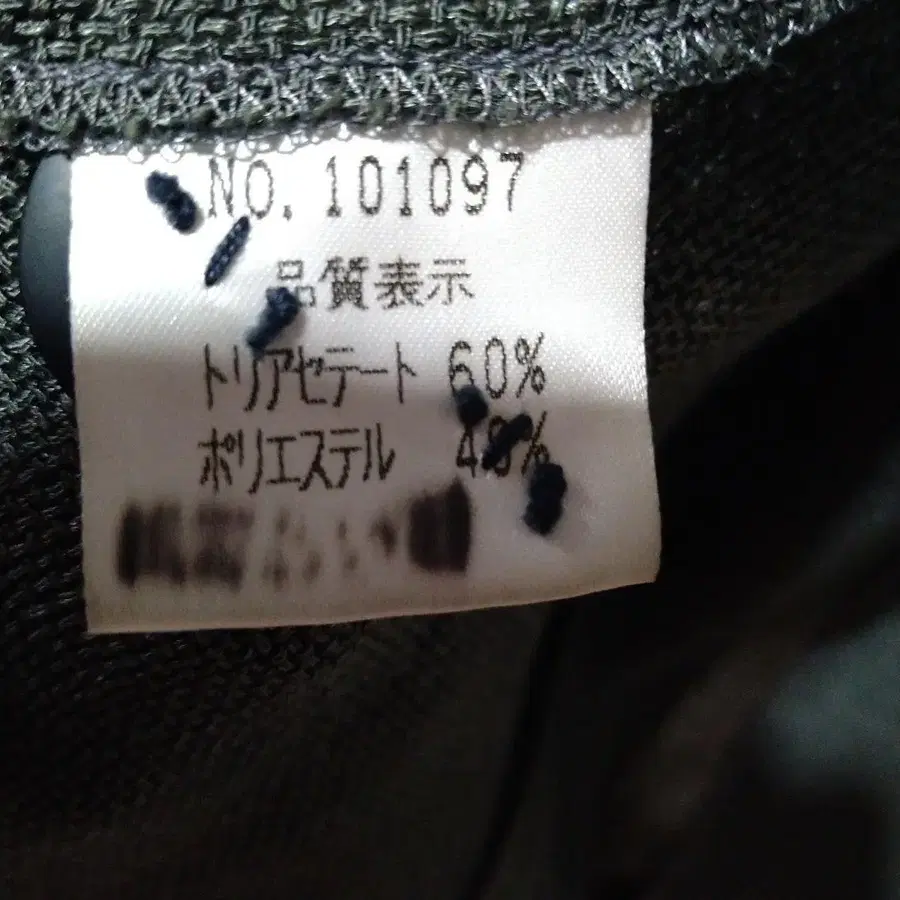 NO. 101097
品質表示
トリアセテート 60%
ポリエステル 40%